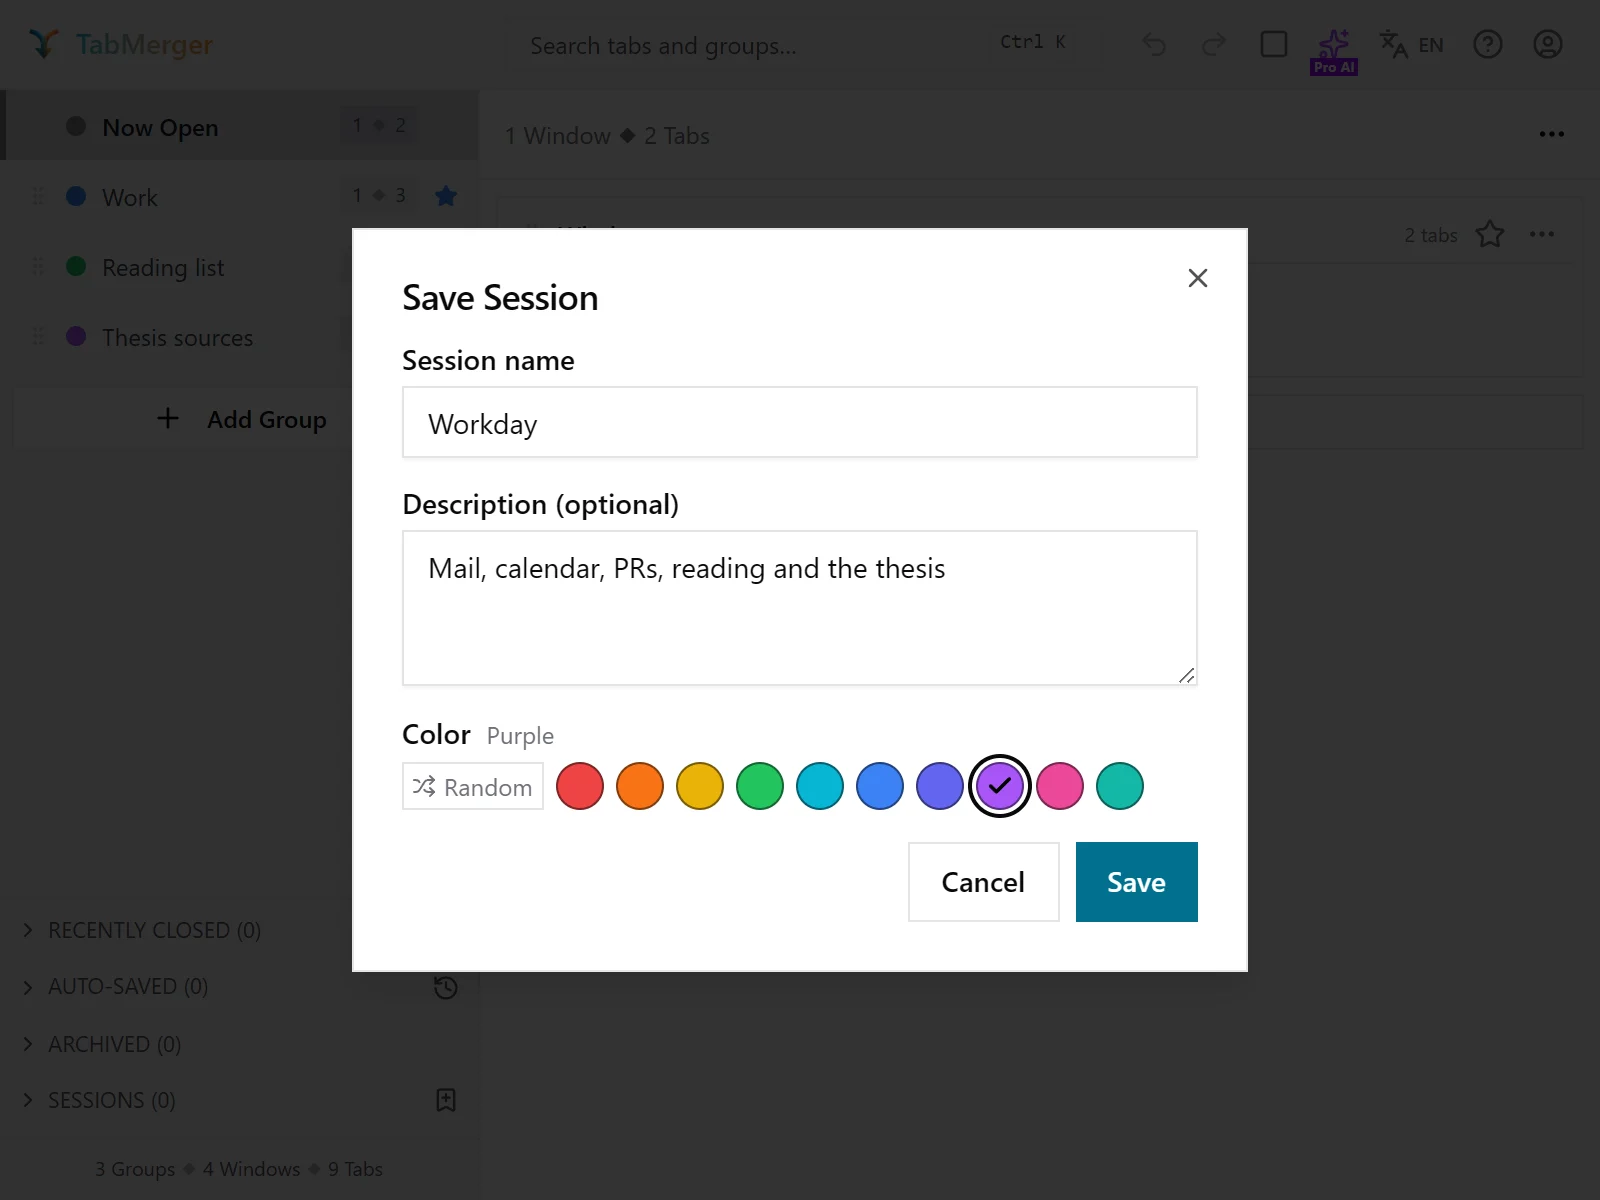 TabMerger
Search tabs and groups...
Ctrl K
Pro AI
EN
Now Open
1 ◆ 2
1 Window ◆ 2 Tabs
Work
1 ◆ 3
2 tabs
Reading list
Thesis sources
Add Group
Save Session
Session name
Workday
Description (optional)
Mail, calendar, PRs, reading and the thesis
Color Purple
Random
Cancel
Save
RECENTLY CLOSED (0)
AUTO-SAVED (0)
ARCHIVED (0)
SESSIONS (0)
3 Groups ◆ 4 Windows ◆ 9 Tabs